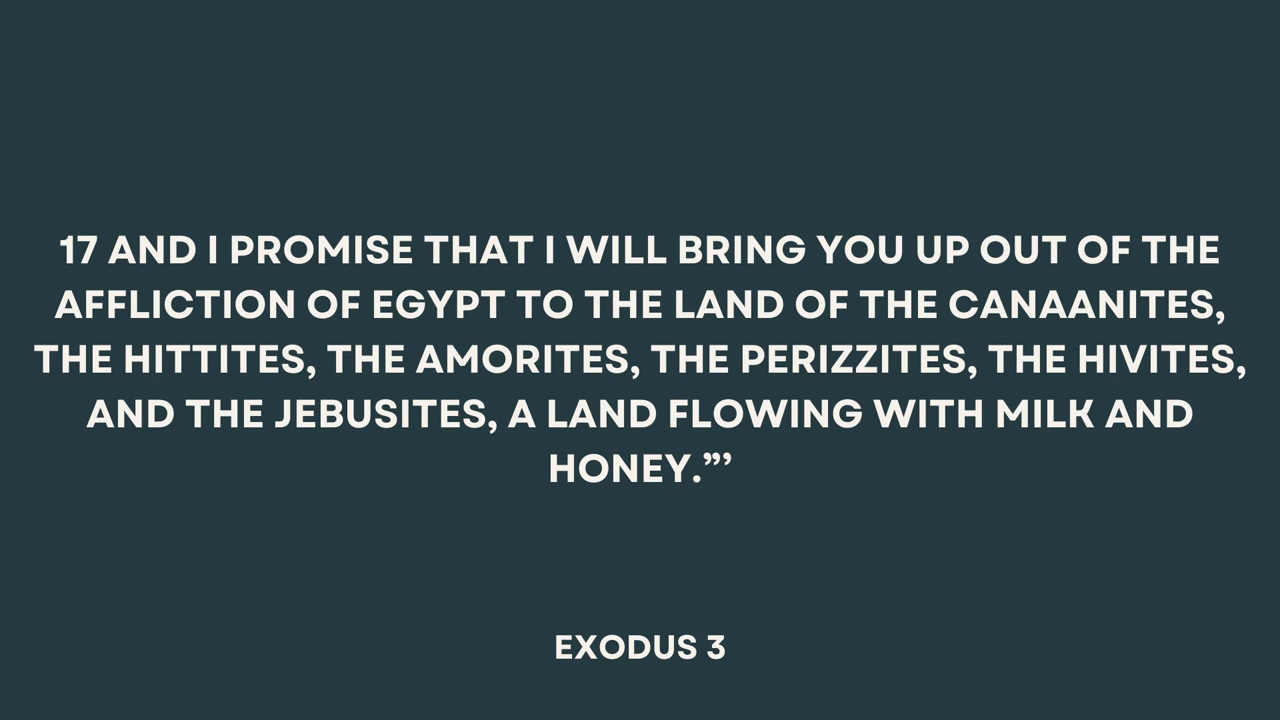 17 AND I PROMISE THAT I WILL BRING YOU UP OUT OF THE
AFFLICTION OF EGYPT TO THE LAND OF THE CANAANITES,
THE HITTITES, THE AMORITES, THE PERIZZITES, THE HIVITES,
AND THE JEBUSITES, A LAND FLOWING WITH MILK AND
HONEY.”’
EXODUS 3